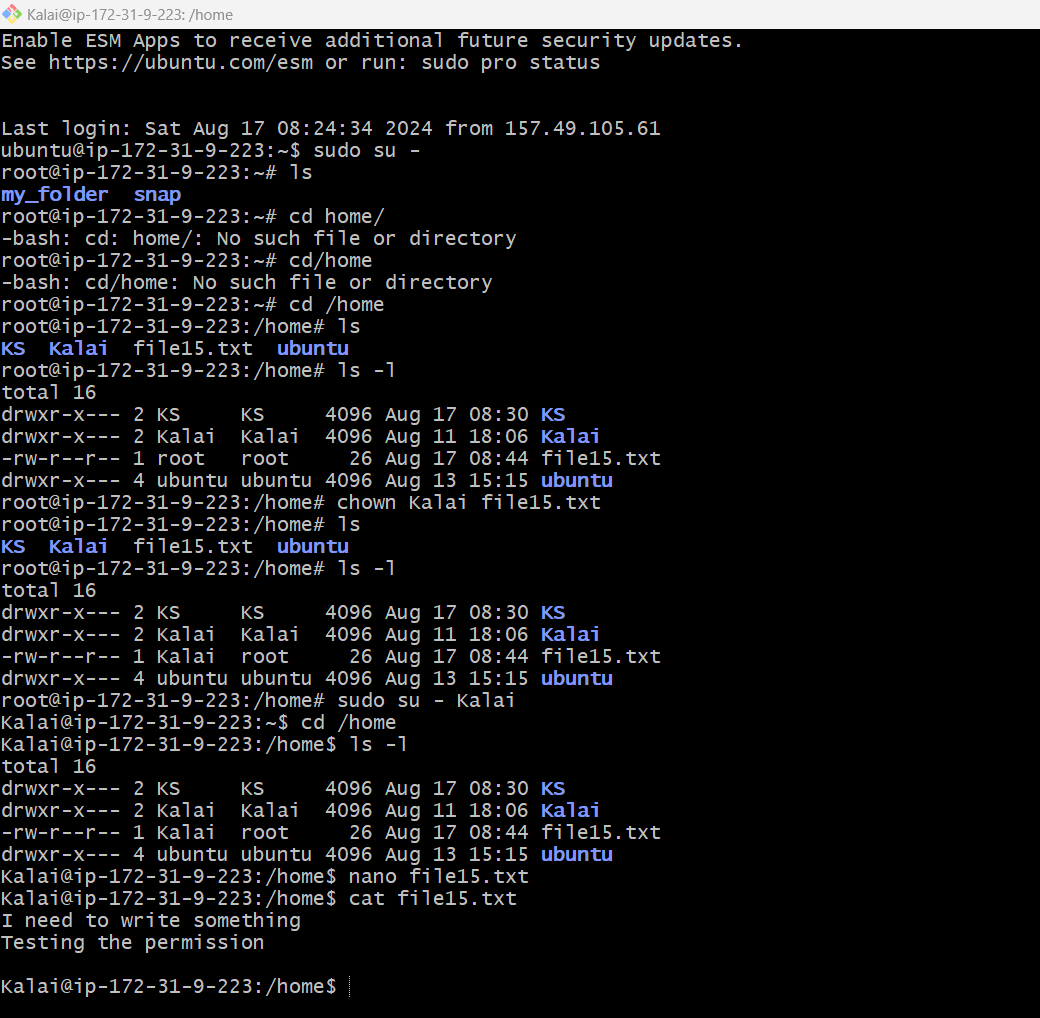 Kalai@ip-172-31-9-223: /home
Enable ESM Apps to receive additional future security updates.
See https://ubuntu.com/esm or run: sudo pro status
Last login: Sat Aug 17 08:24:34 2024 from 157.49.105.61
ubuntu@ip-172-31-9-223:~$ sudo su -
root@ip-172-31-9-223:~# ls
my_folder  snap
root@ip-172-31-9-223:~# cd home/
-bash: cd: home/: No such file or directory
root@ip-172-31-9-223:~# cd/home
-bash: cd/home: No such file or directory
root@ip-172-31-9-223:~# cd /home
root@ip-172-31-9-223:/home# ls
KS  Kalai  file15.txt  ubuntu
root@ip-172-31-9-223:/home# ls -l
total 16
drwxr-x--- 2 KS     KS     4096 Aug 17 08:30 KS
drwxr-x--- 2 Kalai  Kalai  4096 Aug 11 18:06 Kalai
-rw-r--r-- 1 root   root     26 Aug 17 08:44 file15.txt
drwxr-x--- 4 ubuntu ubuntu 4096 Aug 13 15:15 ubuntu
root@ip-172-31-9-223:/home# chown Kalai file15.txt
root@ip-172-31-9-223:/home# ls
KS  Kalai  file15.txt  ubuntu
root@ip-172-31-9-223:/home# ls -l
total 16
drwxr-x--- 2 KS     KS     4096 Aug 17 08:30 KS
drwxr-x--- 2 Kalai  Kalai  4096 Aug 11 18:06 Kalai
-rw-r--r-- 1 Kalai  root     26 Aug 17 08:44 file15.txt
drwxr-x--- 4 ubuntu ubuntu 4096 Aug 13 15:15 ubuntu
root@ip-172-31-9-223:/home# sudo su - Kalai
Kalai@ip-172-31-9-223:~$ cd /home
Kalai@ip-172-31-9-223:/home$ ls -l
total 16
drwxr-x--- 2 KS     KS     4096 Aug 17 08:30 KS
drwxr-x--- 2 Kalai  Kalai  4096 Aug 11 18:06 Kalai
-rw-r--r-- 1 Kalai  root     26 Aug 17 08:44 file15.txt
drwxr-x--- 4 ubuntu ubuntu 4096 Aug 13 15:15 ubuntu
Kalai@ip-172-31-9-223:/home$ nano file15.txt
Kalai@ip-172-31-9-223:/home$ cat file15.txt
I need to write something
Testing the permission
Kalai@ip-172-31-9-223:/home$